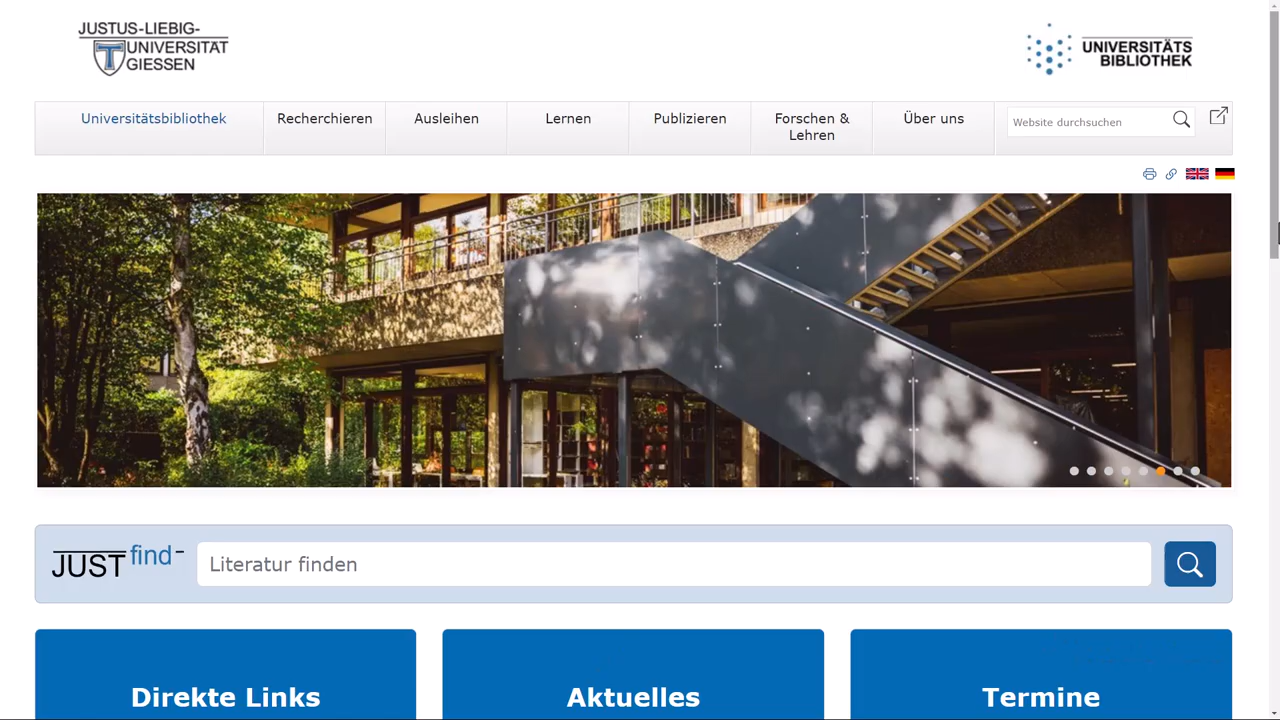 JUSTUS-LIEBIG-
UNIVERSITÄT
GIESSEN
UNIVERSITÄTS
BIBLIOTHEK
Universitätsbibliothek
Recherchieren
Ausleihen
Lernen
Publizieren
Forschen &
Lehren
Über uns
Website durchsuchen
JUST find-
Literatur finden
Direkte Links
Aktuelles
Termine